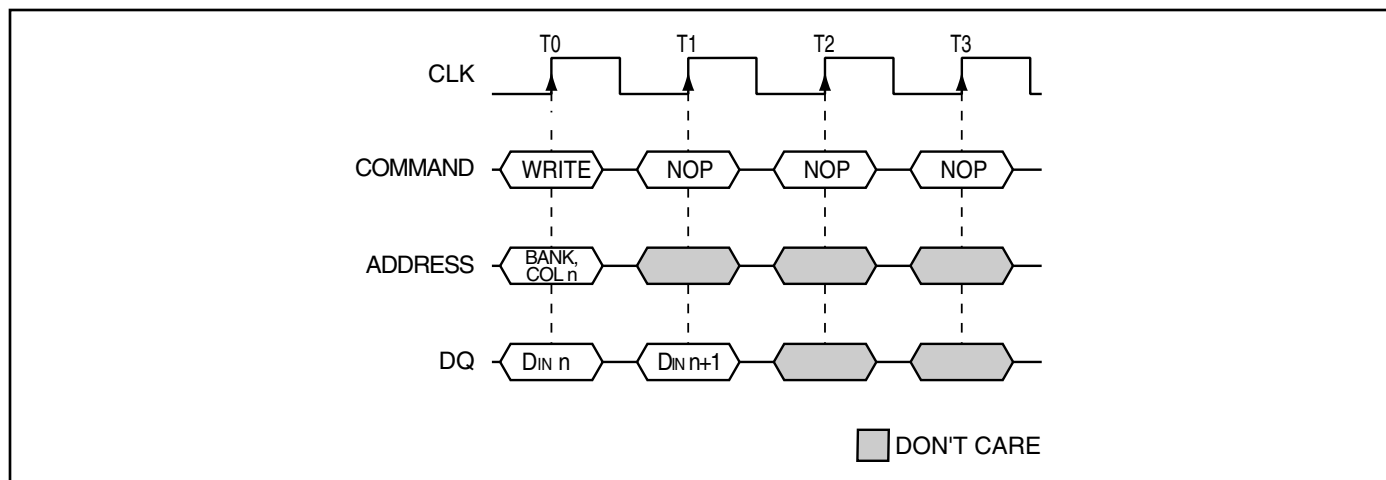 T0 T1 T2 T3
CLK
COMMAND WRITE NOP NOP NOP
ADDRESS BANK,
COL n
DQ DIN n DIN n+1
DON'T CARE